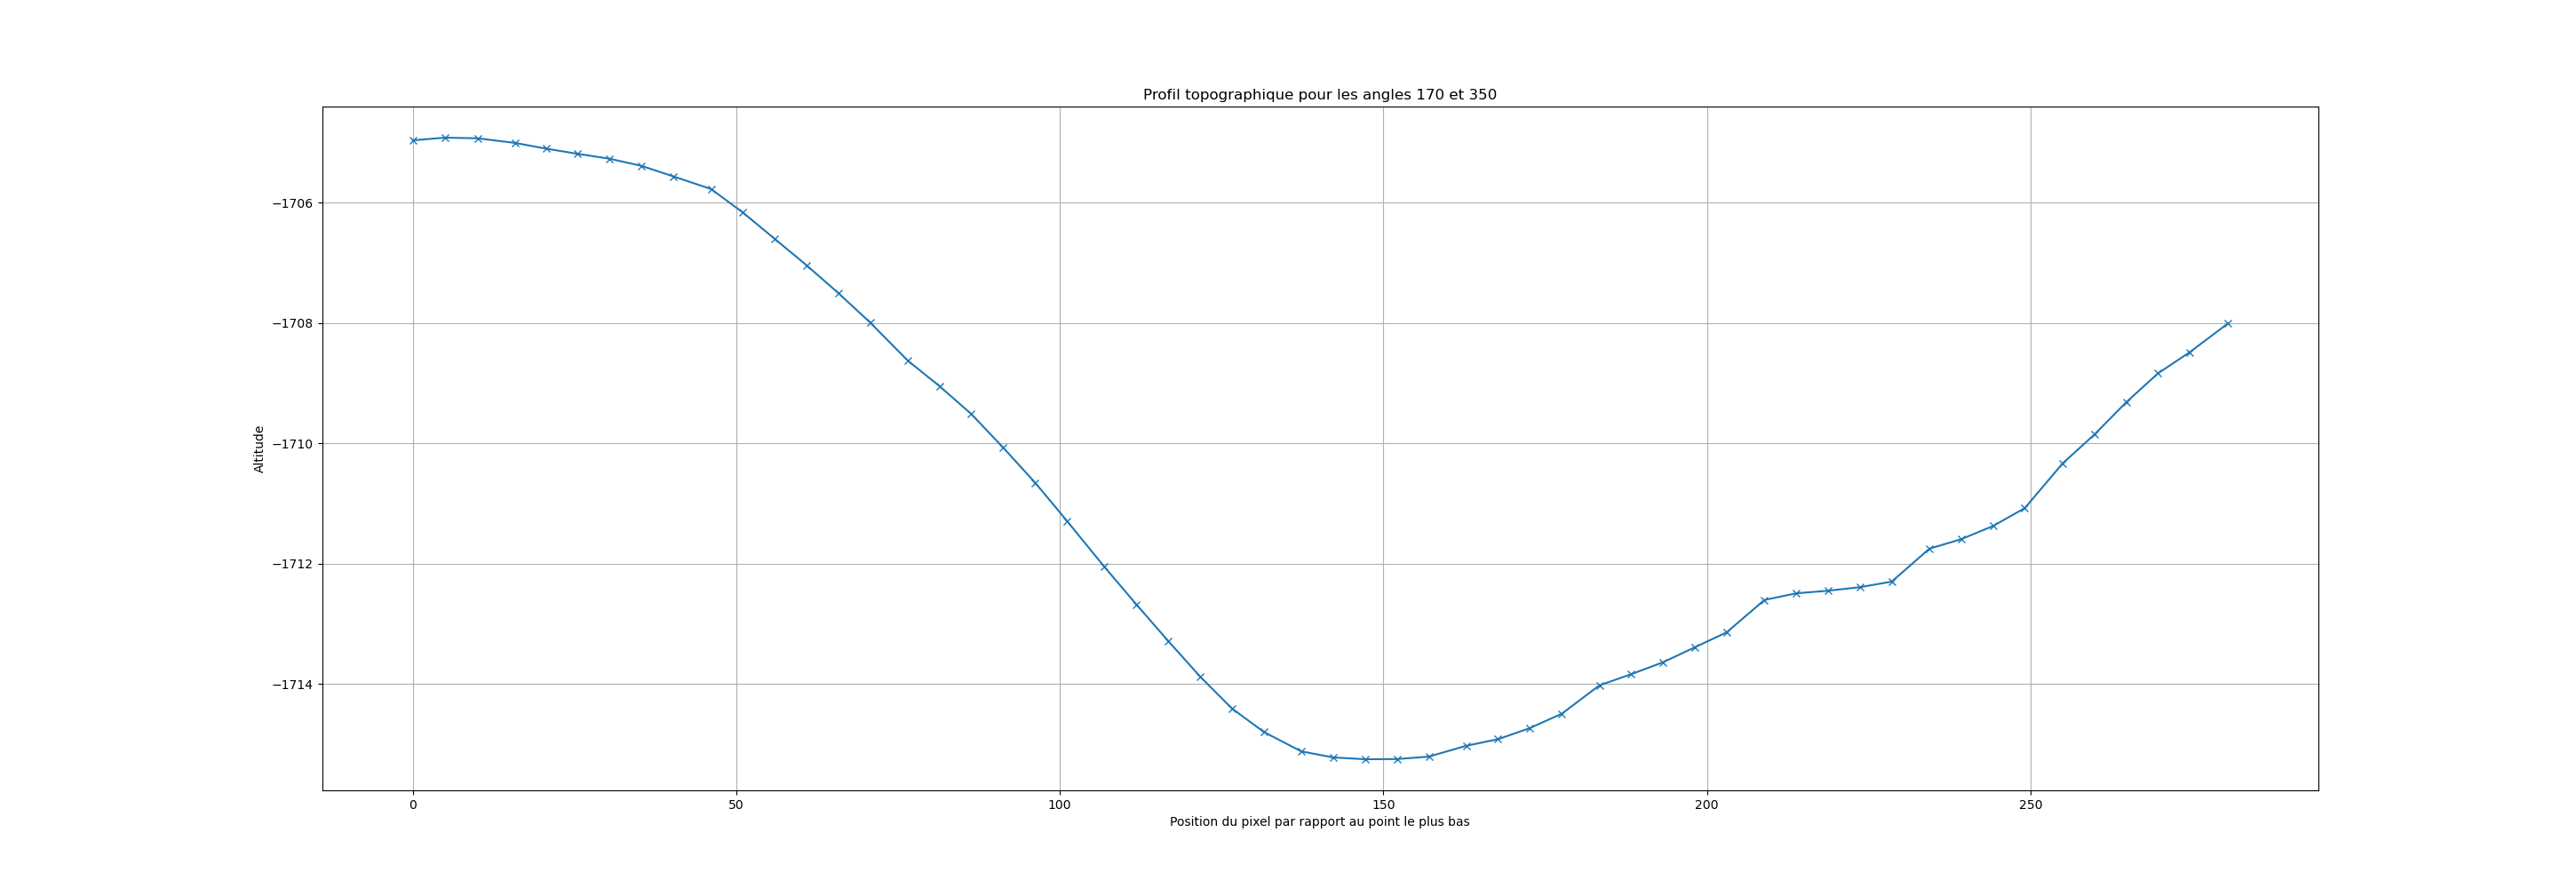 Profil topographique pour les angles 170 et 350
Altitude
−1706
−1708
−1710
−1712
−1714
0 50 100 150 200 250
Position du pixel par rapport au point le plus bas